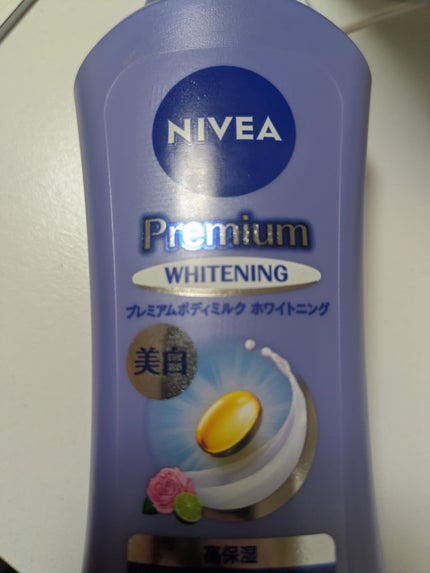 NIVEA
Premium
WHITENING
プレミアムボディミルク ホワイトニング
美白
高保湿